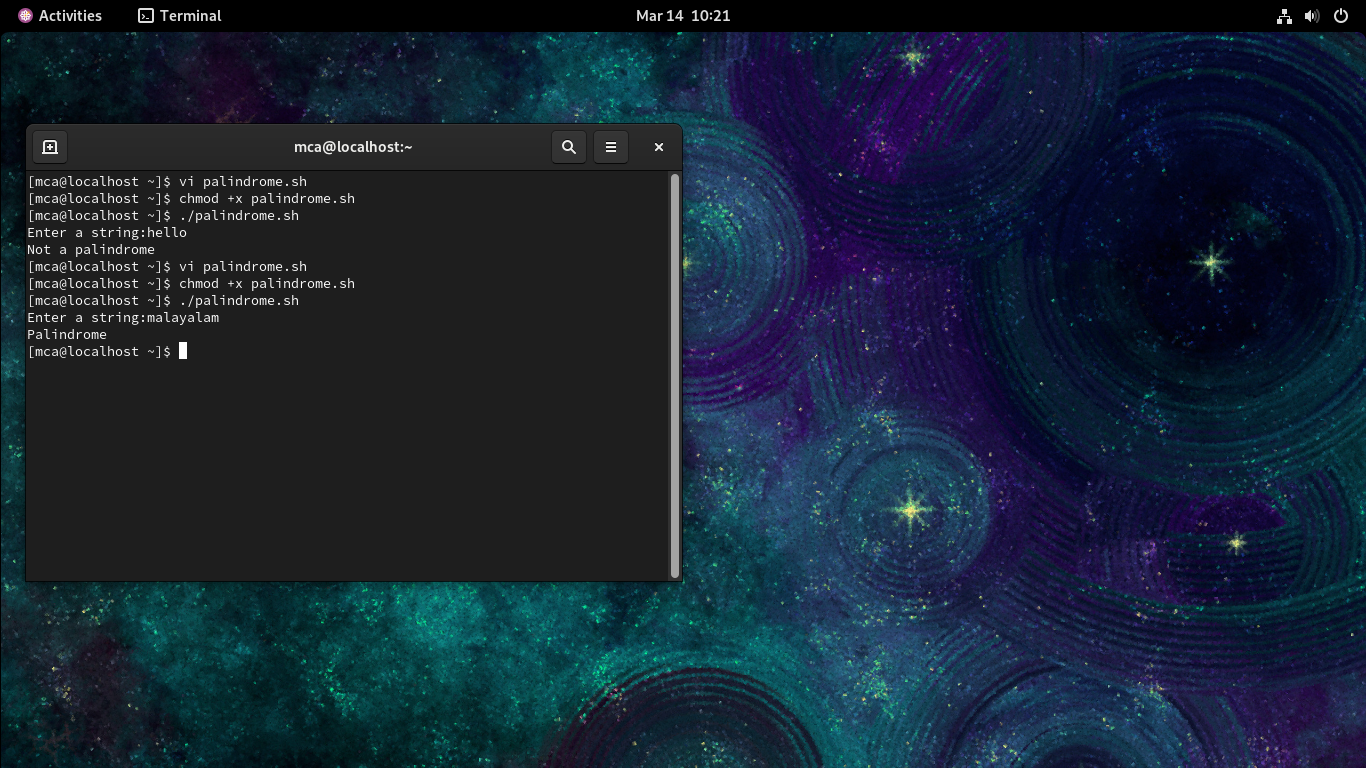 Activities Terminal Mar 14 10:21
mca@localhost:~
[mca@localhost ~]$ vi palindrome.sh
[mca@localhost ~]$ chmod +x palindrome.sh
[mca@localhost ~]$ ./palindrome.sh
Enter a string:hello
Not a palindrome
[mca@localhost ~]$ vi palindrome.sh
[mca@localhost ~]$ chmod +x palindrome.sh
[mca@localhost ~]$ ./palindrome.sh
Enter a string:malayalam
Palindrome
[mca@localhost ~]$